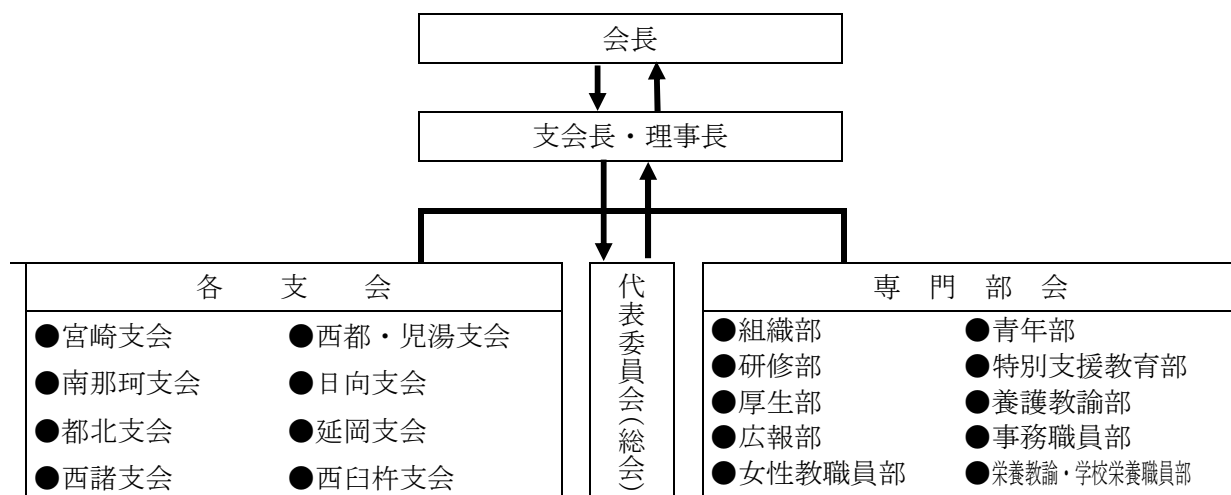 会長
支会長・理事長
各 支 会
●宮崎支会 ●西都・児湯支会
●南那珂支会 ●日向支会
●都北支会 ●延岡支会
●西諸支会 ●西臼杵支会
代表委員会(総会)
専 門 部 会
●組織部 ●青年部
●研修部 ●特別支援教育部
●厚生部 ●養護教諭部
●広報部 ●事務職員部
●女性教職員部 ●栄養教諭・学校栄養職員部